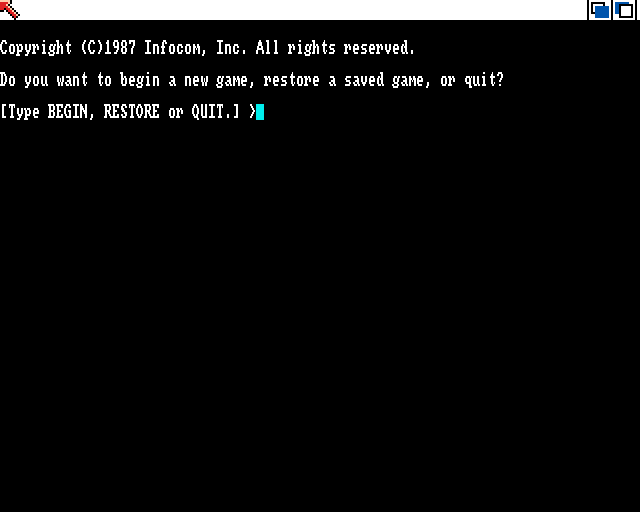 Copyright (C)1987 Infocom, Inc. All rights reserved.
Do you want to begin a new game, restore a saved game, or quit?
[Type BEGIN, RESTORE or QUIT.] >